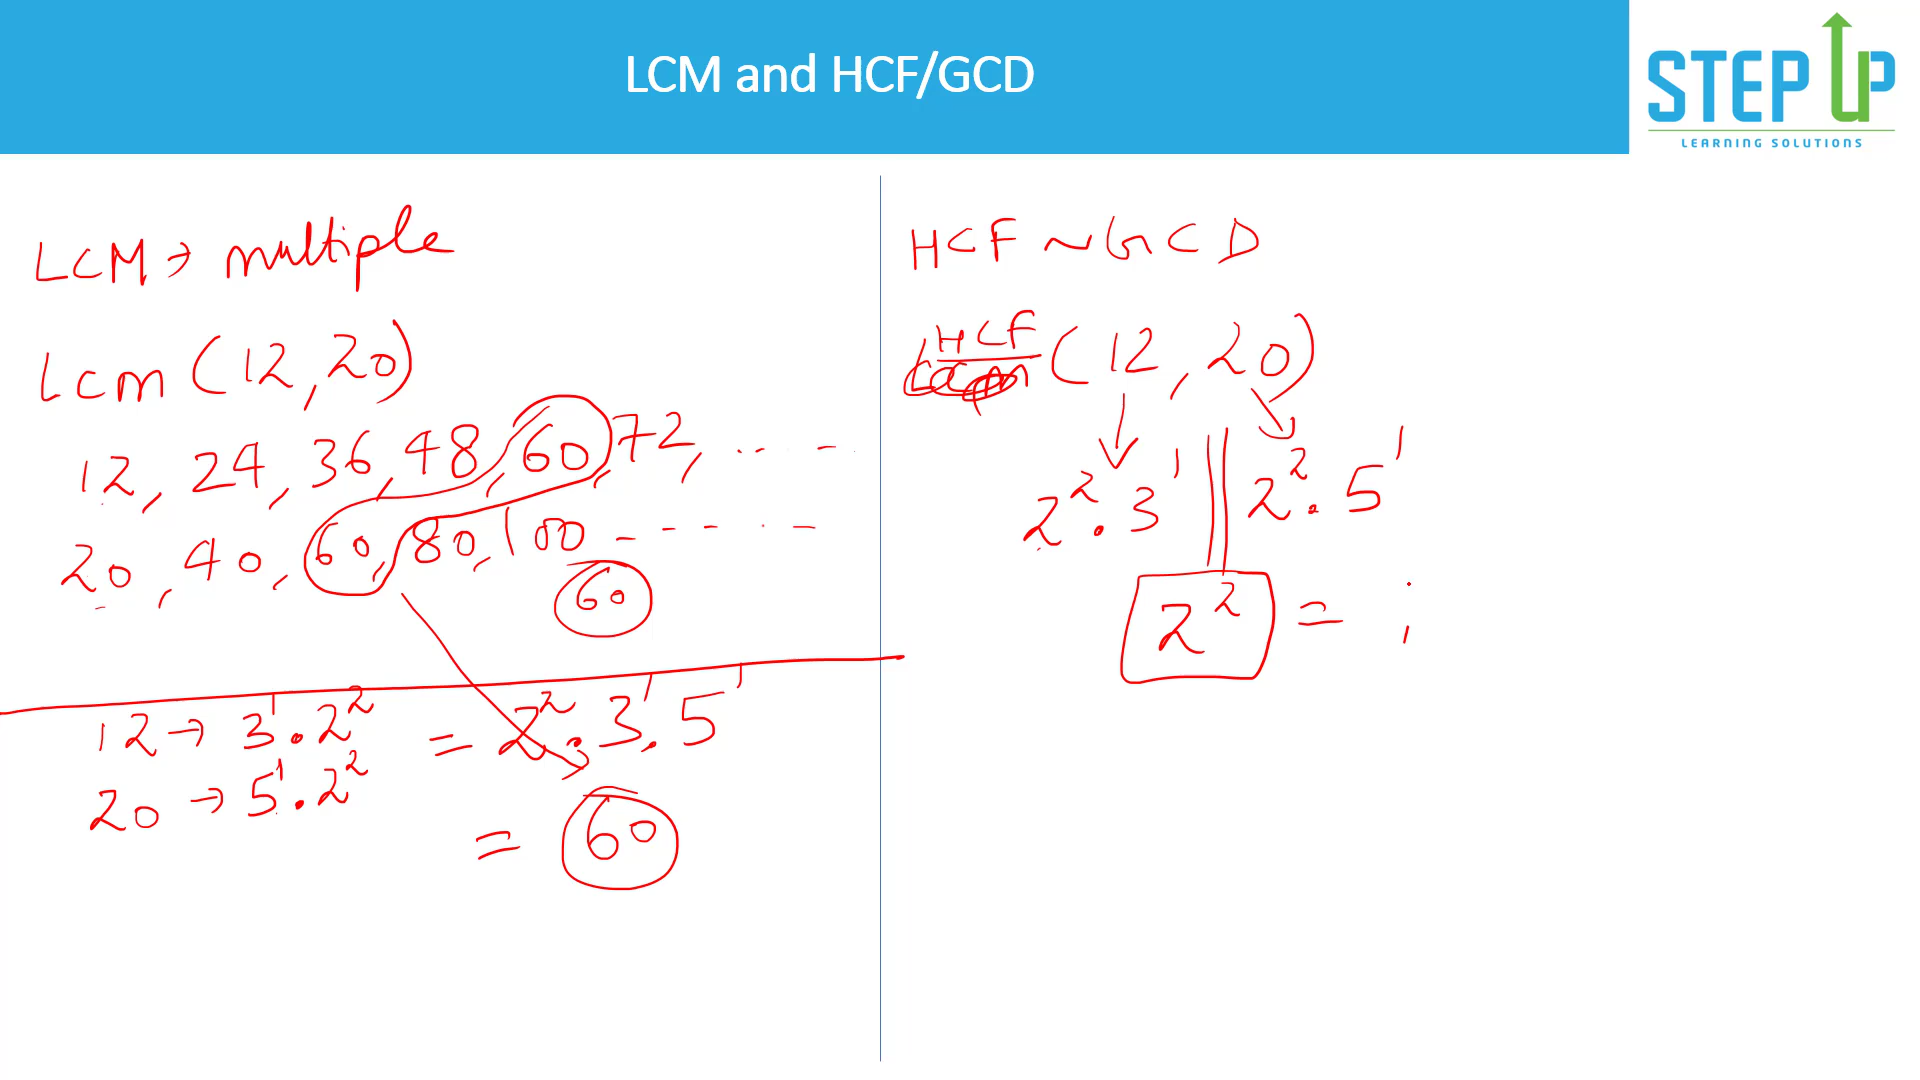 LCM and HCF/GCD
STEP UP
LEARNING SOLUTIONS
LCM → multiple
Lcm (12, 20)
12, 24, 36, 48, 60, 72, ....
20, 40, 60, 80, 100 ....
60
12 → 3¹ . 2² = 2² . 3¹ . 5¹
20 → 5¹ . 2²
= 60
HCF ~ GCD
HCF (12, 20)
2² . 3¹ || 2² . 5¹
2² =